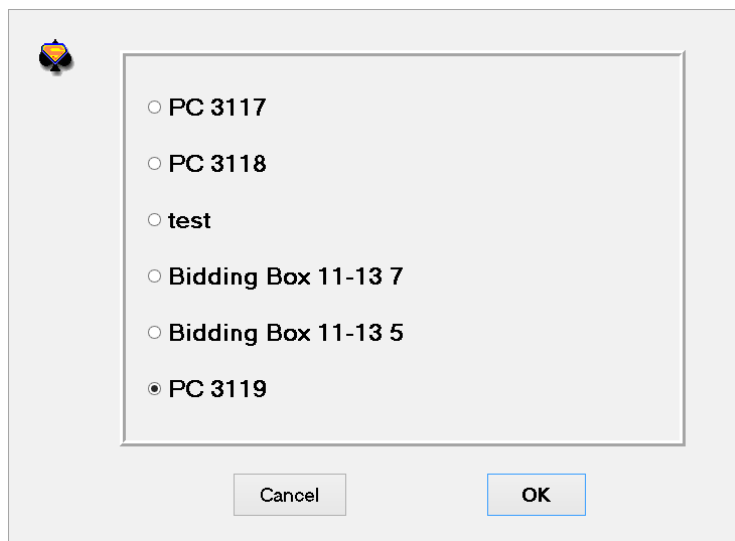 PC 3117
PC 3118
test
Bidding Box 11-13 7
Bidding Box 11-13 5
PC 3119
Cancel
OK